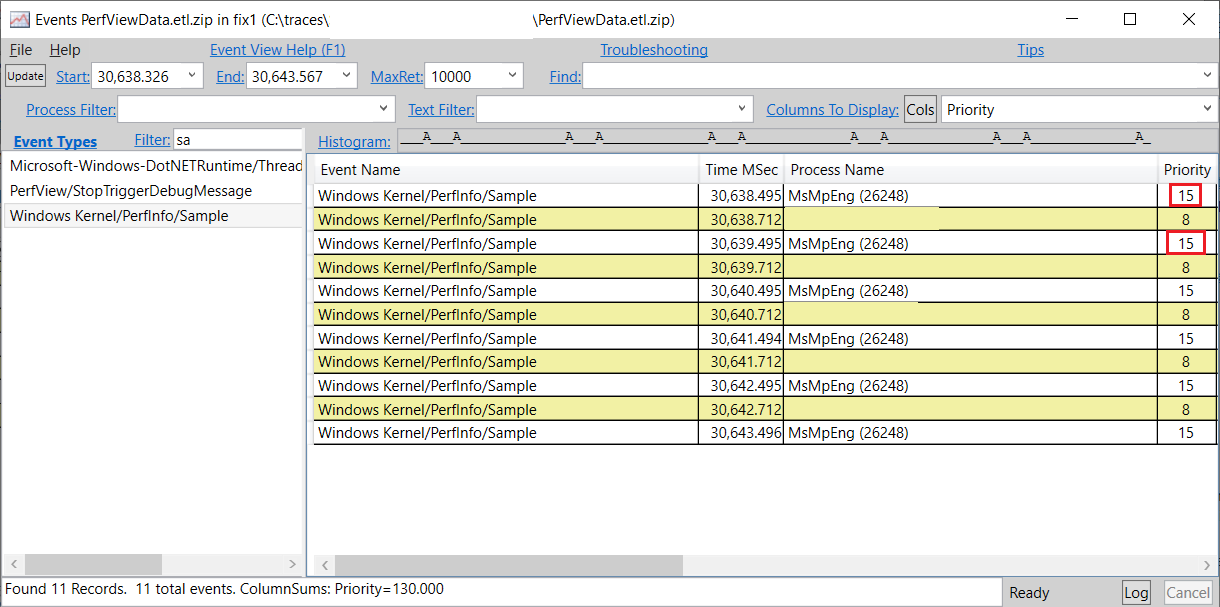 Events PerfViewData.etl.zip in fix1 (C:\traces\ \PerfViewData.etl.zip)
File Help Event View Help (F1) Troubleshooting Tips
Update Start: 30,638.326 End: 30,643.567 MaxRet: 10000 Find:
Process Filter: Text Filter: Columns To Display: Cols Priority
Event Types Filter: sa Histogram: ___A__A__________A__A__________A__A__________A__A__________A__A__________A_
Microsoft-Windows-DotNETRuntime/Thread
PerfView/StopTriggerDebugMessage
Windows Kernel/PerfInfo/Sample
Event Name Time MSec Process Name Priority
Windows Kernel/PerfInfo/Sample 30,638.495 MsMpEng (26248) 15
Windows Kernel/PerfInfo/Sample 30,638.712 8
Windows Kernel/PerfInfo/Sample 30,639.495 MsMpEng (26248) 15
Windows Kernel/PerfInfo/Sample 30,639.712 8
Windows Kernel/PerfInfo/Sample 30,640.495 MsMpEng (26248) 15
Windows Kernel/PerfInfo/Sample 30,640.712 8
Windows Kernel/PerfInfo/Sample 30,641.494 MsMpEng (26248) 15
Windows Kernel/PerfInfo/Sample 30,641.712 8
Windows Kernel/PerfInfo/Sample 30,642.495 MsMpEng (26248) 15
Windows Kernel/PerfInfo/Sample 30,642.712 8
Windows Kernel/PerfInfo/Sample 30,643.496 MsMpEng (26248) 15
Found 11 Records. 11 total events. ColumnSums: Priority=130.000 Ready Log Cancel